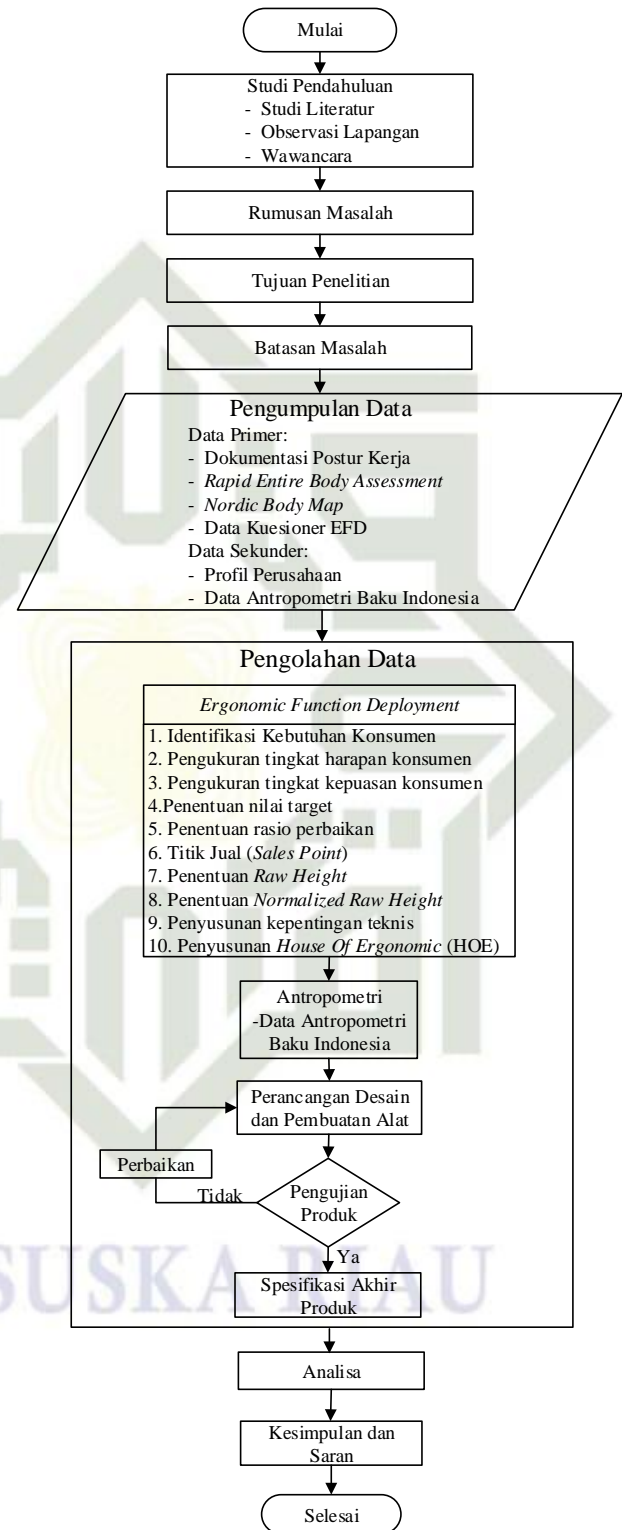 Mulai
Studi Pendahuluan
- Studi Literatur
- Observasi Lapangan
- Wawancara
Rumusan Masalah
Tujuan Penelitian
Batasan Masalah
Pengumpulan Data
Data Primer:
- Dokumentasi Postur Kerja
- Rapid Entire Body Assessment
- Nordic Body Map
- Data Kuesioner EFD
Data Sekunder:
- Profil Perusahaan
- Data Antropometri Baku Indonesia
Pengolahan Data
Ergonomic Function Deployment
1. Identifikasi Kebutuhan Konsumen
2. Pengukuran tingkat harapan konsumen
3. Pengukuran tingkat kepuasan konsumen
4.Penentuan nilai target
5. Penentuan rasio perbaikan
6. Titik Jual (Sales Point)
7. Penentuan Raw Height
8. Penentuan Normalized Raw Height
9. Penyusunan kepentingan teknis
10. Penyusunan House Of Ergonomic (HOE)
Antropometri
-Data Antropometri
Baku Indonesia
Perancangan Desain
dan Pembuatan Alat
Perbaikan
Tidak
Pengujian
Produk
Ya
SUSKA RIAU
Spesifikasi Akhir
Produk
Analisa
Kesimpulan dan
Saran
Selesai